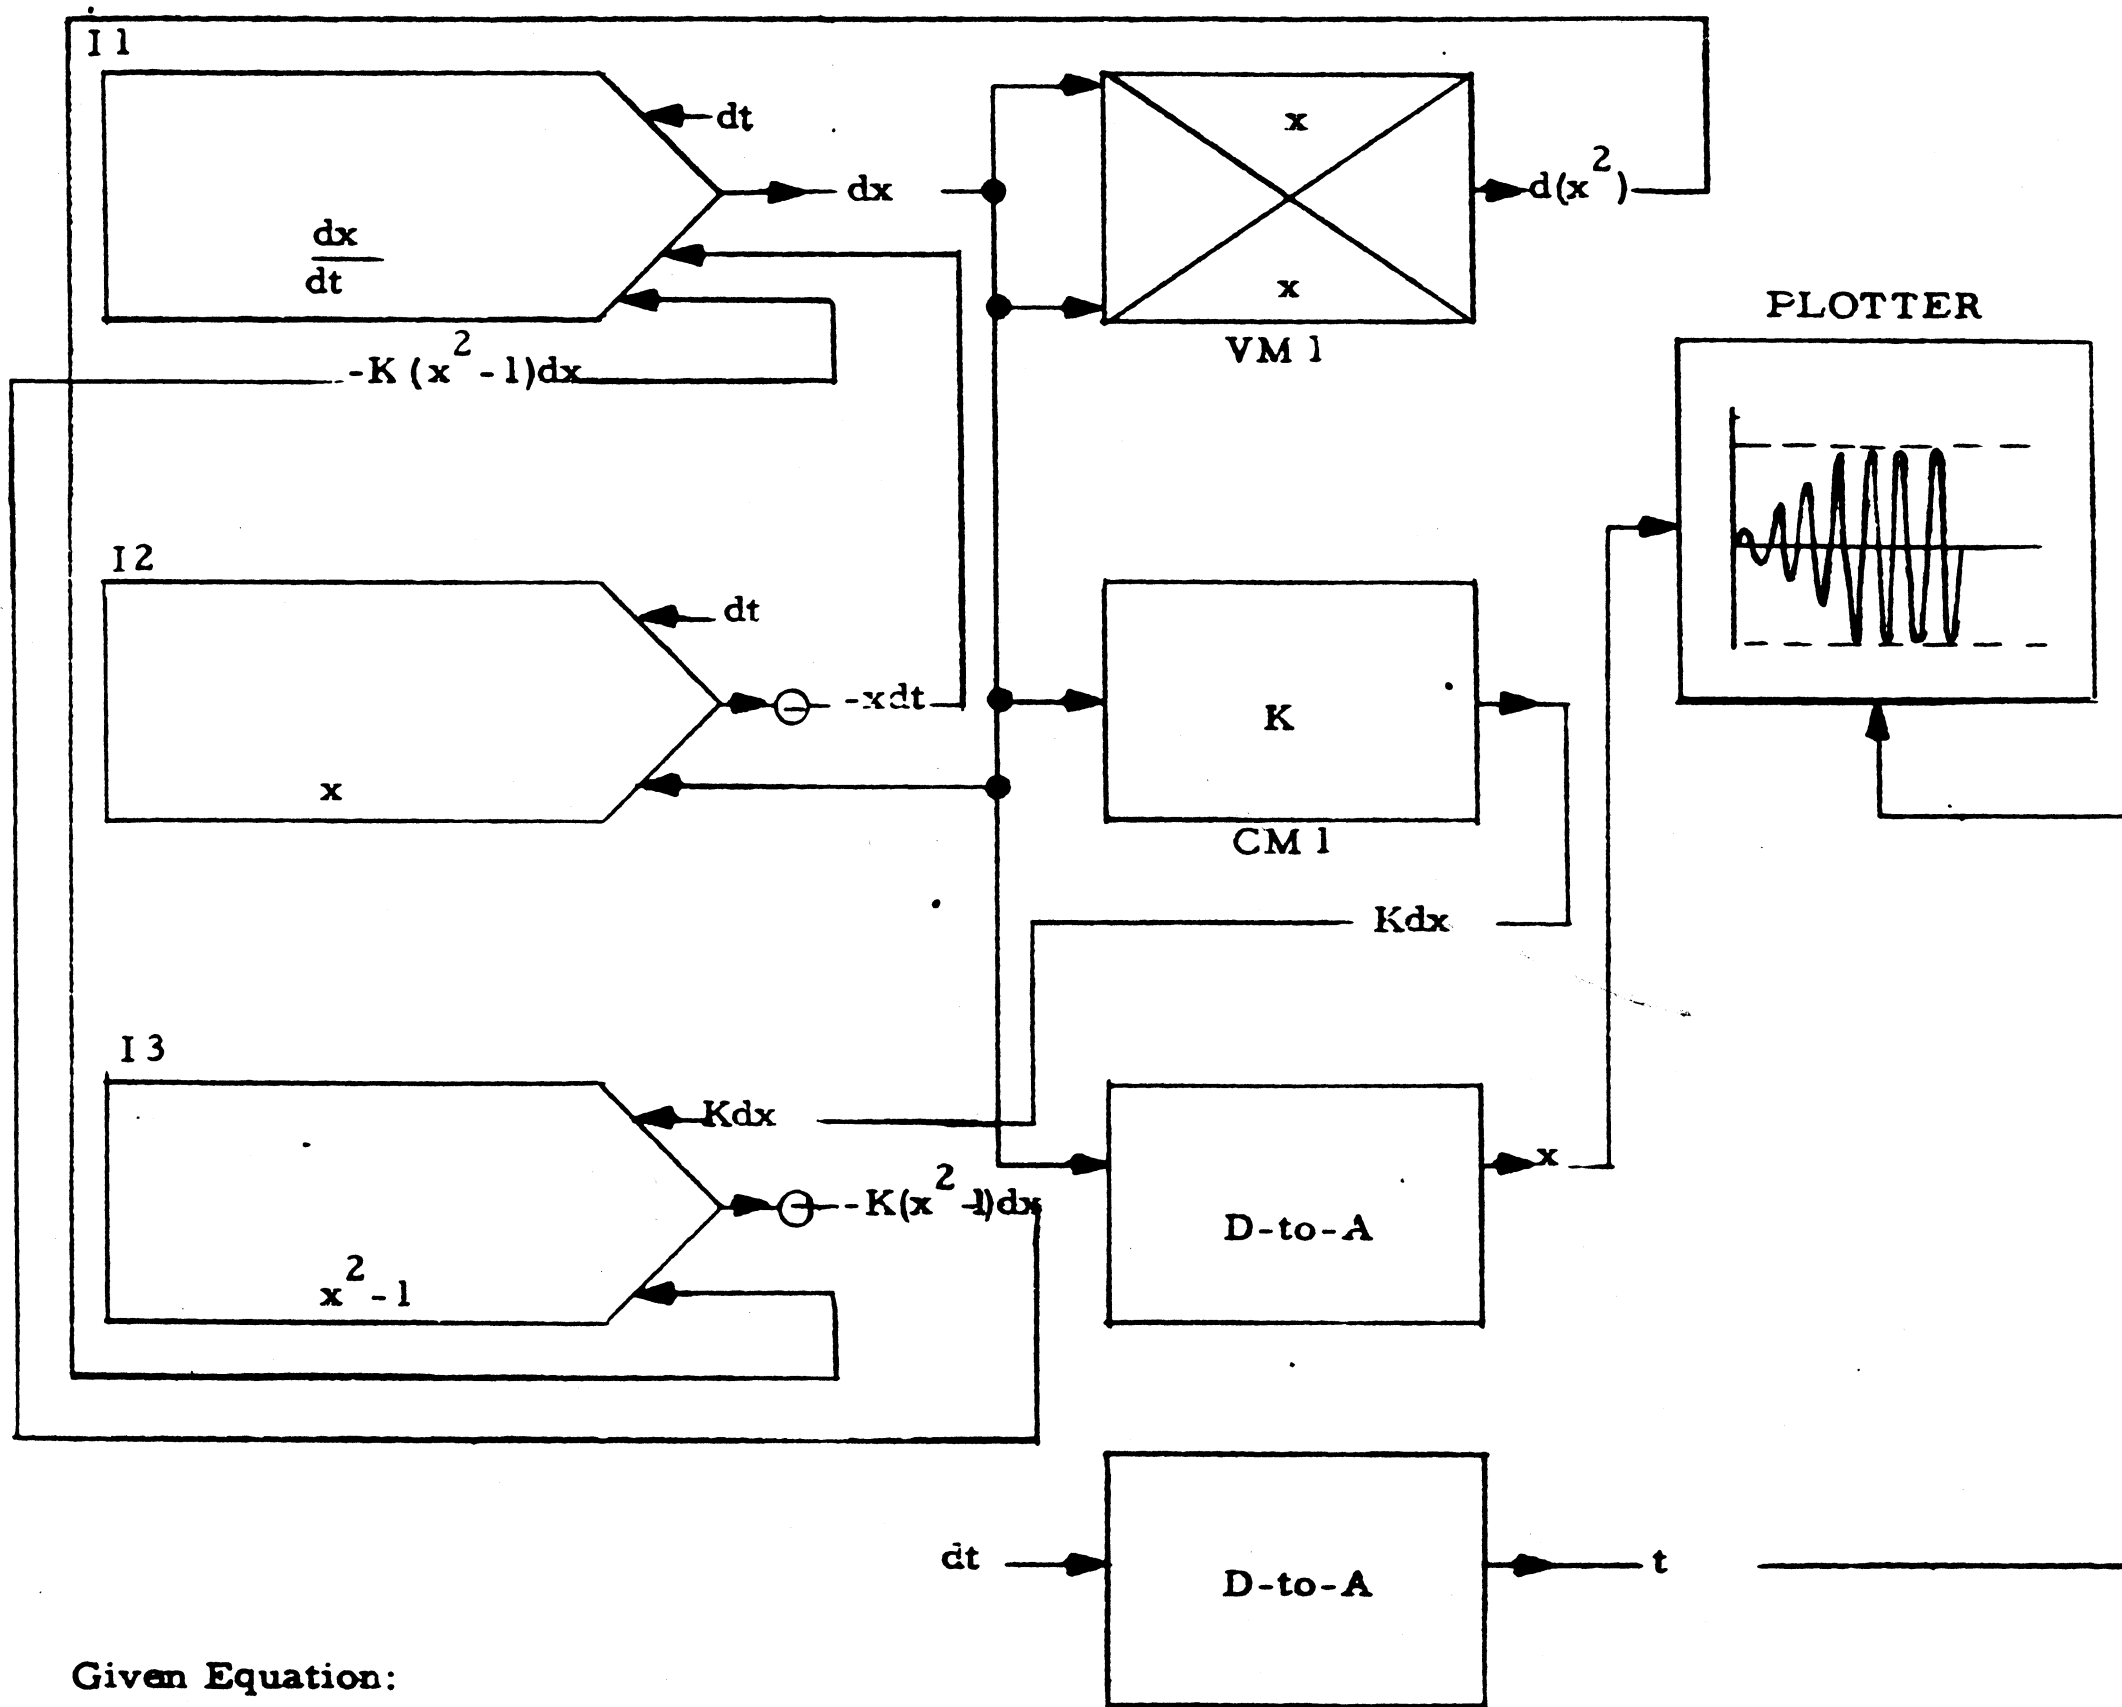 I 1
dt
dx
dx
dt
-K (x²-1)dx
x
x
d(x²)
VM 1
PLOTTER
I 2
dt
-xdt
x
K
CM 1
Kdx
I 3
Kdx
-K(x²-1)dx
x²-1
x
D-to-A
dt
D-to-A
t
Given Equation: